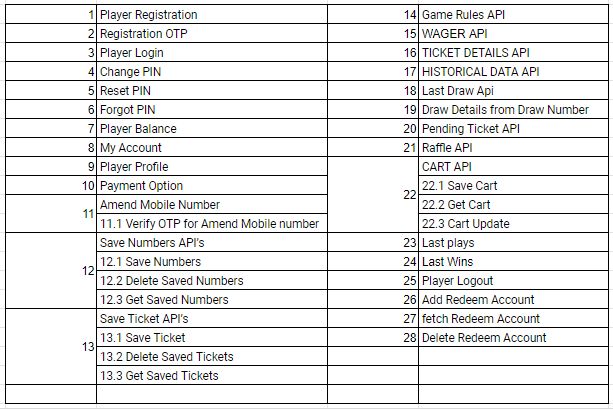 1 Player Registration
2 Registration OTP
3 Player Login
4 Change PIN
5 Reset PIN
6 Forgot PIN
7 Player Balance
8 My Account
9 Player Profile
10 Payment Option
11 Amend Mobile Number
11.1 Verify OTP for Amend Mobile number
12 Save Numbers API's
12.1 Save Numbers
12.2 Delete Saved Numbers
12.3 Get Saved Numbers
13 Save Ticket API's
13.1 Save Ticket
13.2 Delete Saved Tickets
13.3 Get Saved Tickets
14 Game Rules API
15 WAGER API
16 TICKET DETAILS API
17 HISTORICAL DATA API
18 Last Draw Api
19 Draw Details from Draw Number
20 Pending Ticket API
21 Raffle API
22 CART API
22.1 Save Cart
22.2 Get Cart
22.3 Cart Update
23 Last plays
24 Last Wins
25 Player Logout
26 Add Redeem Account
27 fetch Redeem Account
28 Delete Redeem Account